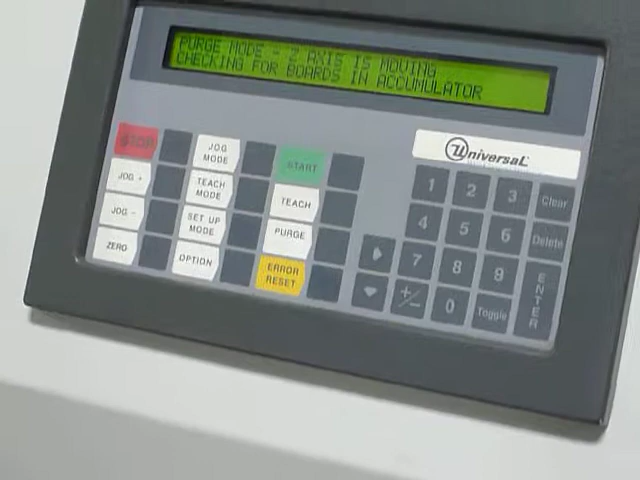 PURGE MODE - Z AXIS IS MOVING
CHECKING FOR BOARDS IN ACCUMULATOR
Universal
STOP
JOG MODE
START
JOG +
TEACH MODE
TEACH
JOG -
SET UP MODE
PURGE
ZERO
OPTION
ERROR RESET
1 2 3 Clear
4 5 6 Delete
7 8 9 ENTER
+/- 0 Toggle